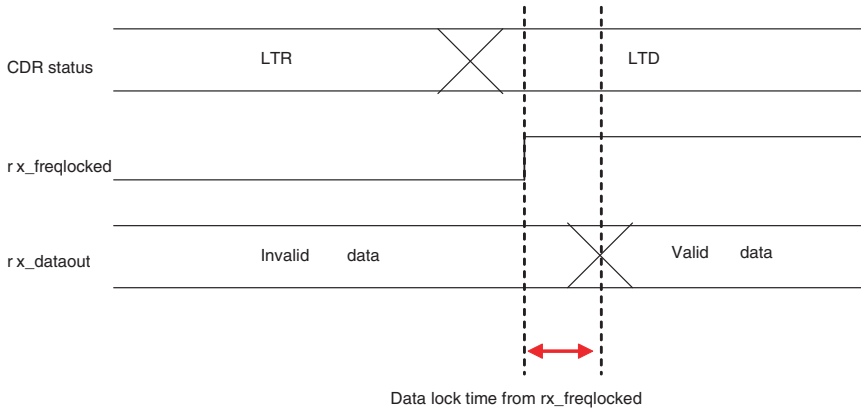 CDR status
LTR
LTD
r x_freqlocked
r x_dataout
Invalid data
Valid data
Data lock time from rx_freqlocked